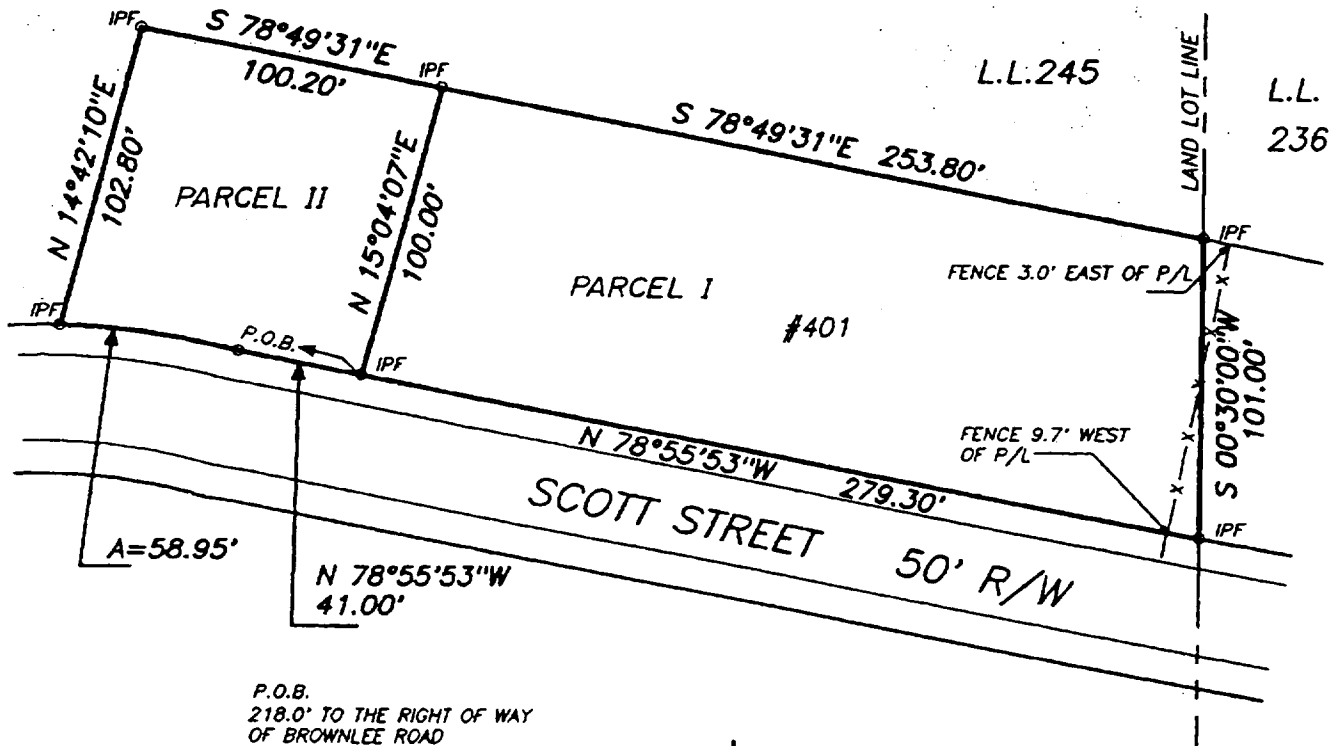 IPF
S 78°49'31"E
100.20'
IPF
L.L.245
LAND LOT LINE
L.L.
236
S 78°49'31"E 253.80'
N 14°42'10"E
102.80'
PARCEL II
N 15°04'07"E
100.00'
PARCEL I
#401
IPF
FENCE 3.0' EAST OF P/L
S 00°30'00"W
101.00'
IPF
P.O.B.
IPF
FENCE 9.7' WEST
OF P/L
N 78°55'53"W 279.30'
IPF
SCOTT STREET 50' R/W
A=58.95'
N 78°55'53"W
41.00'
P.O.B.
218.0' TO THE RIGHT OF WAY
OF BROWNLEE ROAD
x
x
x
x
x